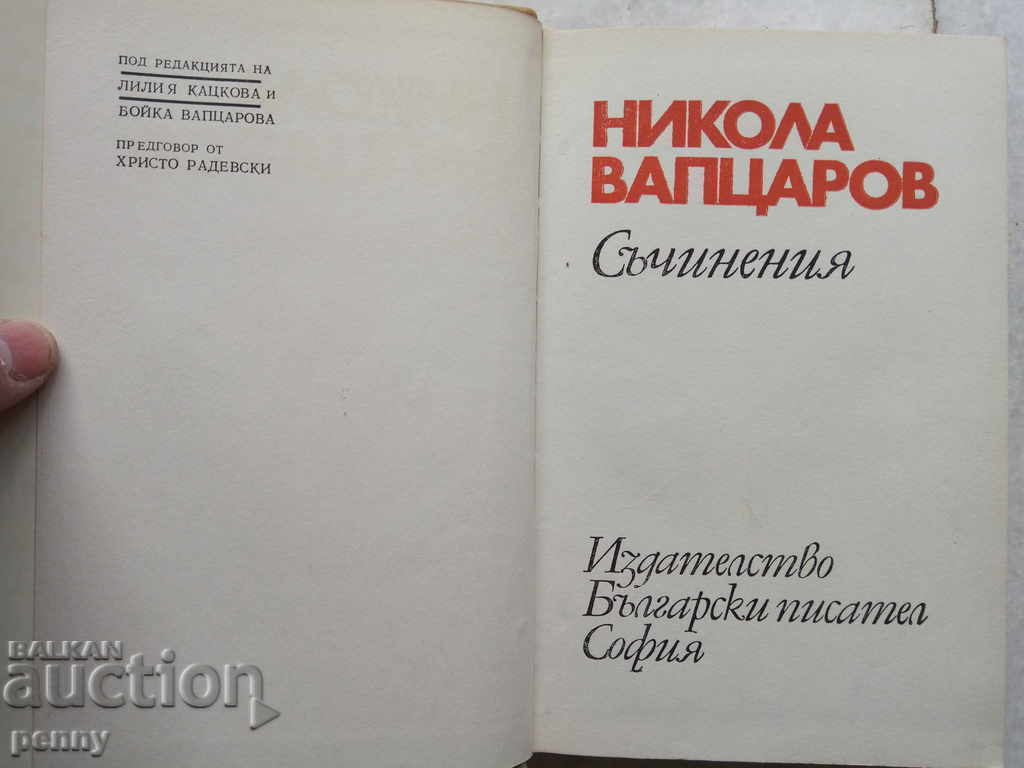 ПОД РЕДАКЦИЯТА НА
ЛИЛИЯ КАЦКОВА И
БОЙКА ВАПЦАРОВА
ПРЕДГОВОР ОТ
ХРИСТО РАДЕВСКИ
НИКОЛА
ВАПЦАРОВ
Съчинения
Издателство
Български писател
София
BALKAN
auction
penny